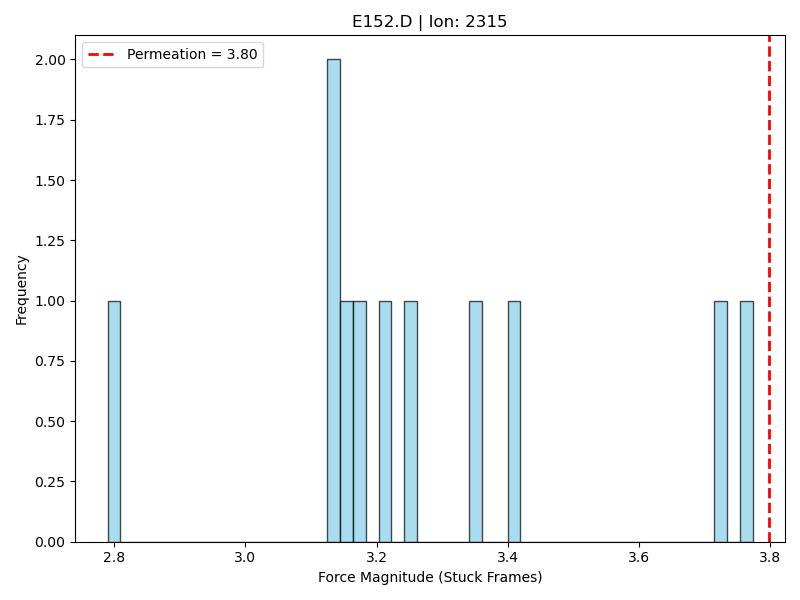 E152.D | Ion: 2315
Permeation = 3.80
2.00
1.75
1.50
1.25
1.00
0.75
0.50
0.25
0.00
Frequency
2.8 3.0 3.2 3.4 3.6 3.8
Force Magnitude (Stuck Frames)